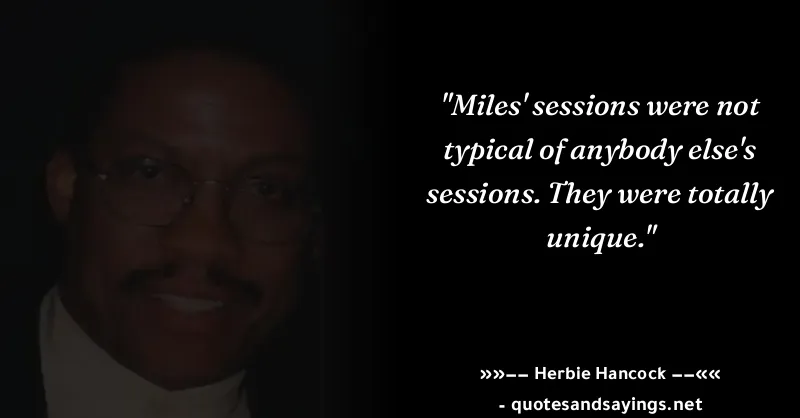 "Miles' sessions were not
typical of anybody else's
sessions. They were totally
unique."
»»—— Herbie Hancock ——««
- quotesandsayings.net